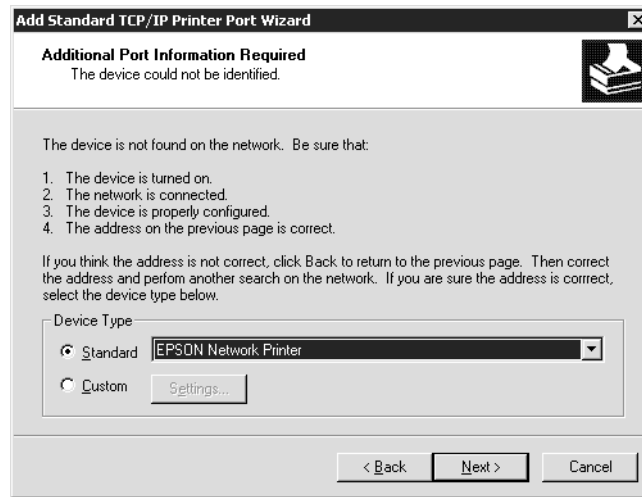 Add Standard TCP/IP Printer Port Wizard
Additional Port Information Required
The device could not be identified.
The device is not found on the network.  Be sure that:
1.  The device is turned on.
2.  The network is connected.
3.  The device is properly configured.
4.  The address on the previous page is correct.
If you think the address is not correct, click Back to return to the previous page.  Then correct
the address and perfom another search on the network.  If you are sure the address is corrrect,
select the device type below.
Device Type
Standard EPSON Network Printer
Custom Settings...
< Back Next > Cancel